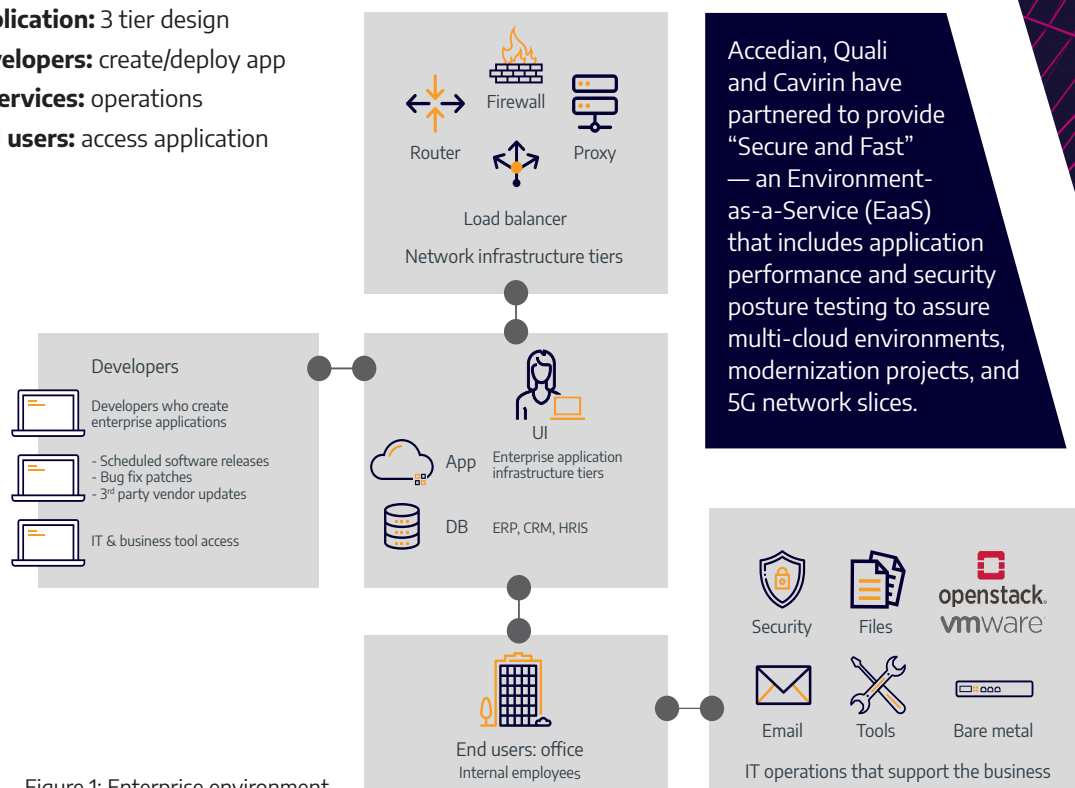 plication: 3 tier design
velopers: create/deploy app
ervices: operations
users: access application
Firewall
Router
Proxy
Load balancer
Network infrastructure tiers
Accedian, Quali
and Cavirin have
partnered to provide
“Secure and Fast”
— an Environment-
as-a-Service (EaaS)
that includes application
performance and security
posture testing to assure
multi-cloud environments,
modernization projects, and
5G network slices.
Developers
Developers who create
enterprise applications
- Scheduled software releases
- Bug fix patches
- 3rd party vendor updates
IT & business tool access
UI
App
Enterprise application
infrastructure tiers
DB
ERP, CRM, HRIS
End users: office
Internal employees
Security
Files
openstack.
vmware
Email
Tools
Bare metal
IT operations that support the business
Figure 1: Enterprise environment